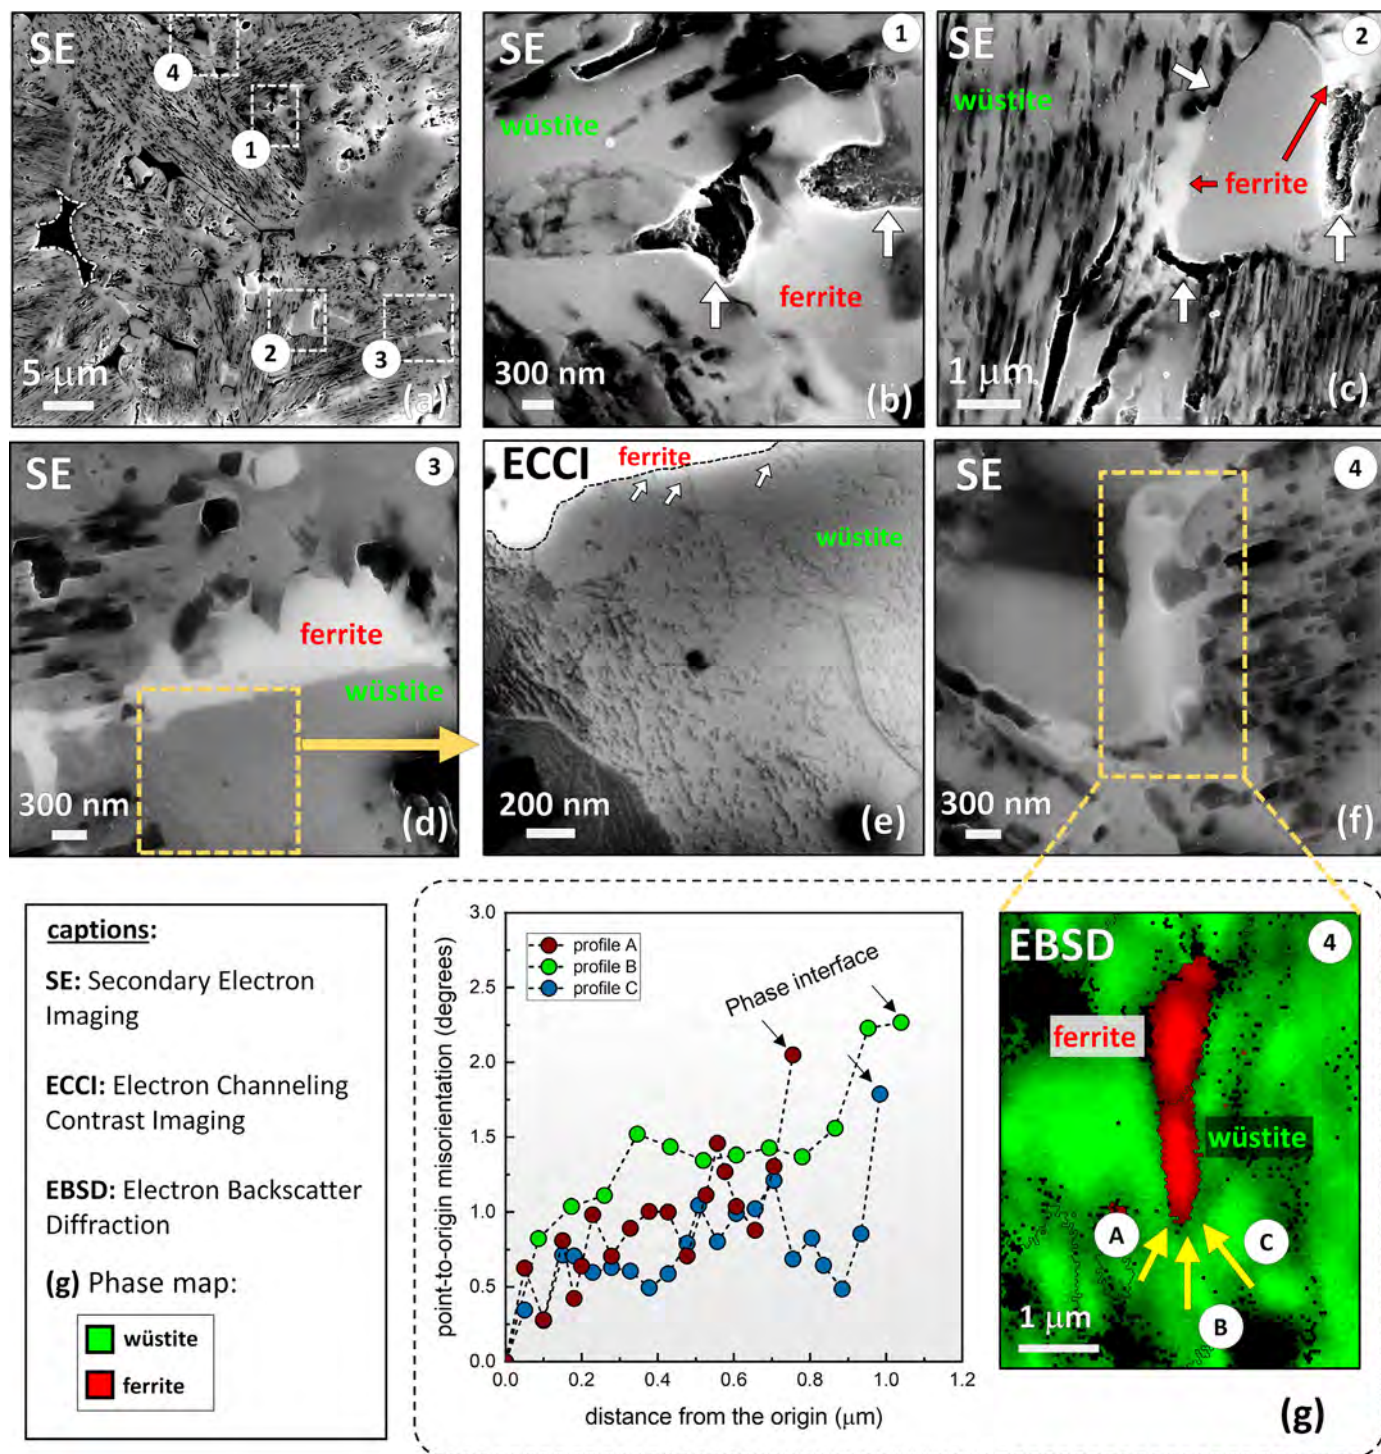 SE
4
1
2
3
5 μm
(a)
SE
1
wüstite
ferrite
300 nm
(b)
SE
2
wüstite
ferrite
1 μm
(c)
SE
3
ferrite
wüstite
300 nm
(d)
ECCI
ferrite
wüstite
200 nm
(e)
SE
4
300 nm
(f)
captions:
SE: Secondary Electron
Imaging
ECCI: Electron Channeling
Contrast Imaging
EBSD: Electron Backscatter
Diffraction
(g) Phase map:
wüstite
ferrite
point-to-origin misorientation (degrees)
3.0
2.5
2.0
1.5
1.0
0.5
0.0
profile A
profile B
profile C
Phase interface
0.0 0.2 0.4 0.6 0.8 1.0 1.2
distance from the origin (μm)
EBSD
4
ferrite
wüstite
A
C
B
1 μm
(g)